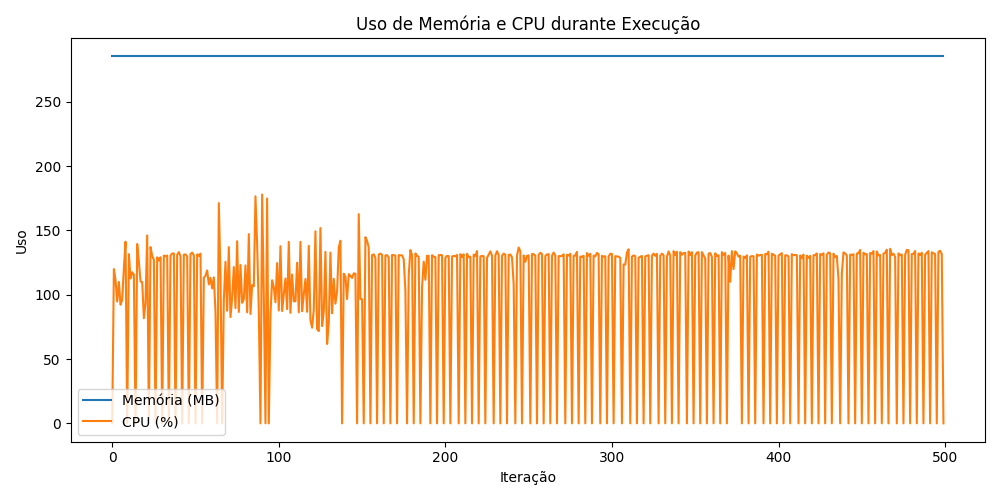 Uso de Memória e CPU durante Execução
Uso
250
200
150
100
50
0
Memória (MB)
CPU (%)
0 100 200 300 400 500
Iteração